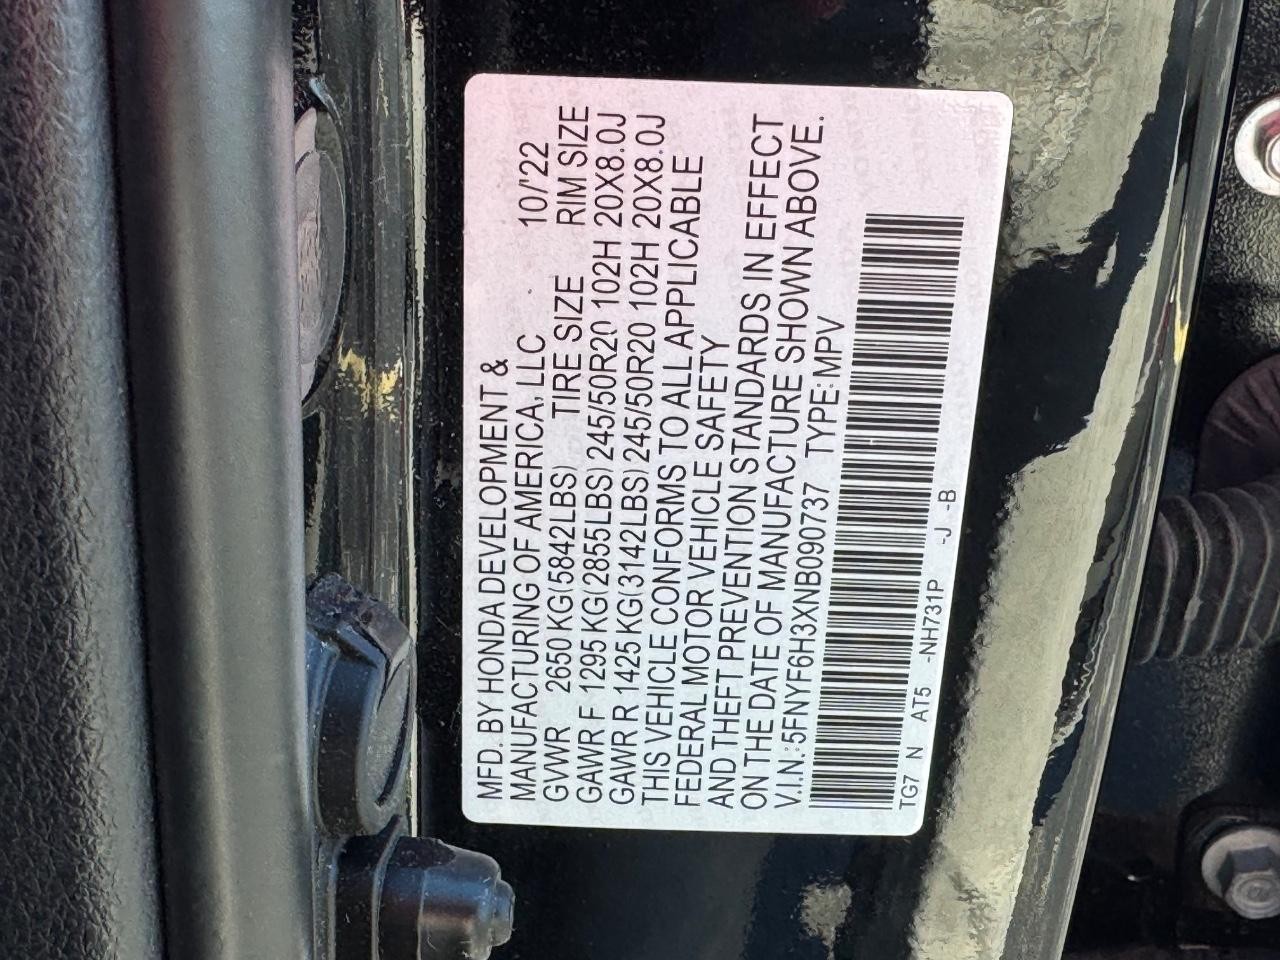 MFD. BY HONDA DEVELOPMENT &
MANUFACTURING OF AMERICA, LLC 10/'22
GVWR 2650 KG(5842LBS) TIRE SIZE RIM SIZE
GAWR F 1295 KG(2855LBS) 245/50R20 102H 20X8.0J
GAWR R 1425 KG(3142LBS) 245/50R20 102H 20X8.0J
THIS VEHICLE CONFORMS TO ALL APPLICABLE
FEDERAL MOTOR VEHICLE SAFETY
AND THEFT PREVENTION STANDARDS IN EFFECT
ON THE DATE OF MANUFACTURE SHOWN ABOVE.
V.I.N.: 5FNYF6H3XNB090737 TYPE: MPV
TG7 N AT5 -NH731P -J -B